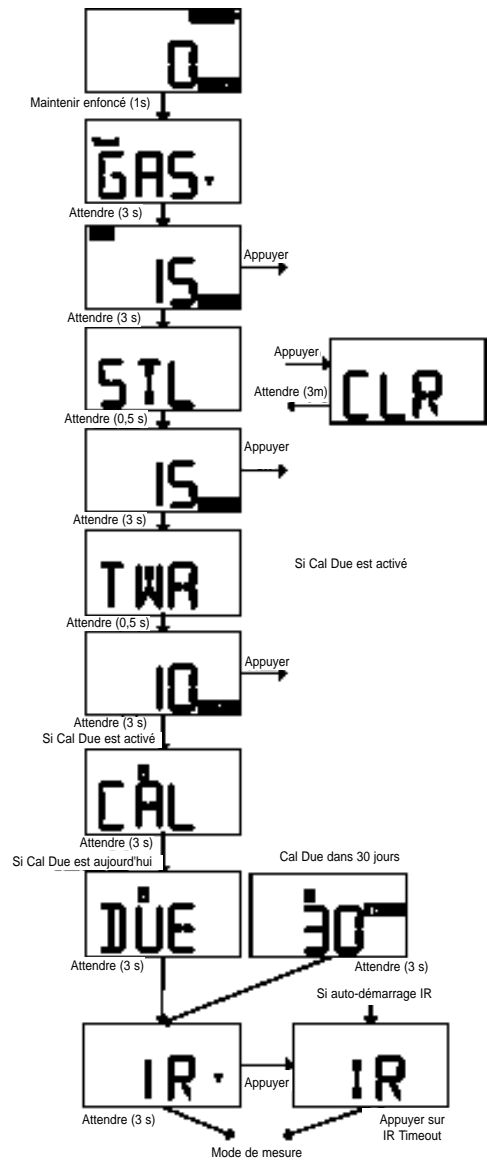 0
Maintenir enfoncé (1s)
GAS
Attendre (3 s)
15
Appuyer
Attendre (3 s)
STL
Appuyer
Attendre (3m)
CLR
Attendre (0,5 s)
15
Appuyer
Attendre (3 s)
TWA
Si Cal Due est activé
Attendre (0,5 s)
10
Appuyer
Attendre (3 s)
Si Cal Due est activé
CAL
Attendre (3 s)
Si Cal Due est aujourd'hui
Cal Due dans 30 jours
DUE
30
Attendre (3 s)
Attendre (3 s)
Si auto-démarrage IR
IR
Appuyer
IR
Attendre (3 s)
Appuyer sur
IR Timeout
Mode de mesure